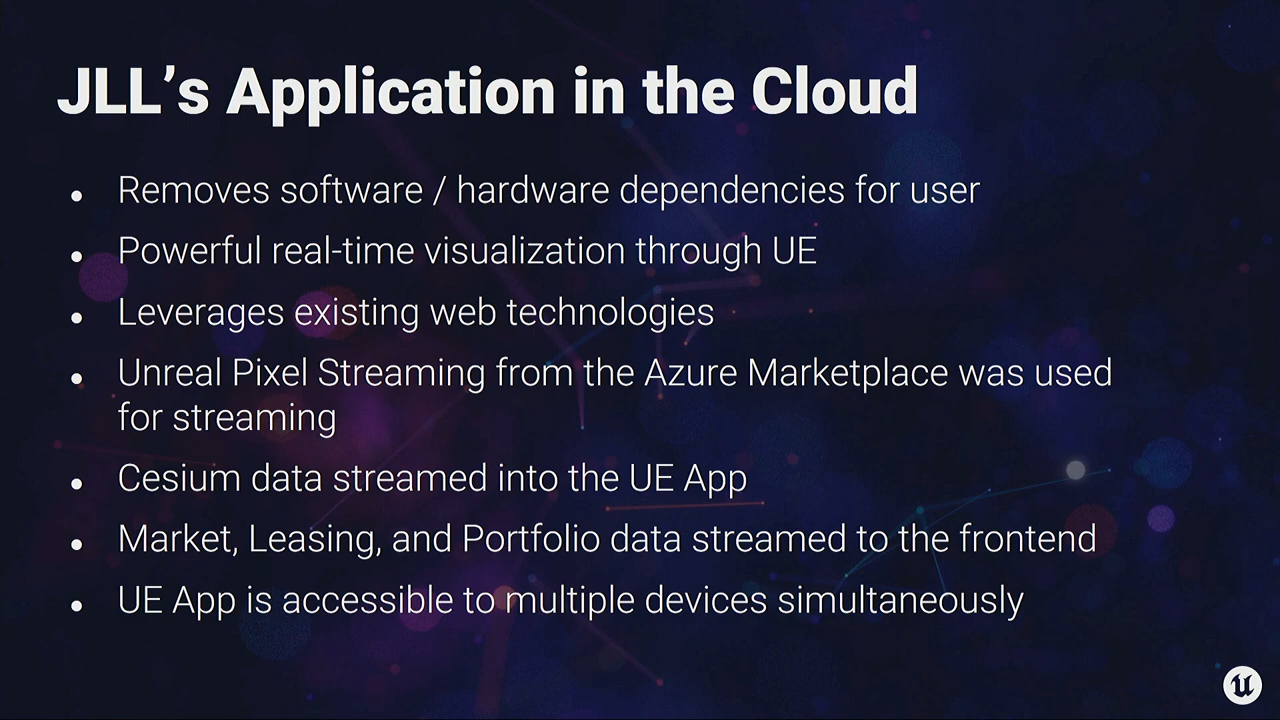 JLL’s Application in the Cloud
● Removes software / hardware dependencies for user
● Powerful real-time visualization through UE
● Leverages existing web technologies
● Unreal Pixel Streaming from the Azure Marketplace was used
for streaming
● Cesium data streamed into the UE App
● Market, Leasing, and Portfolio data streamed to the frontend
● UE App is accessible to multiple devices simultaneously